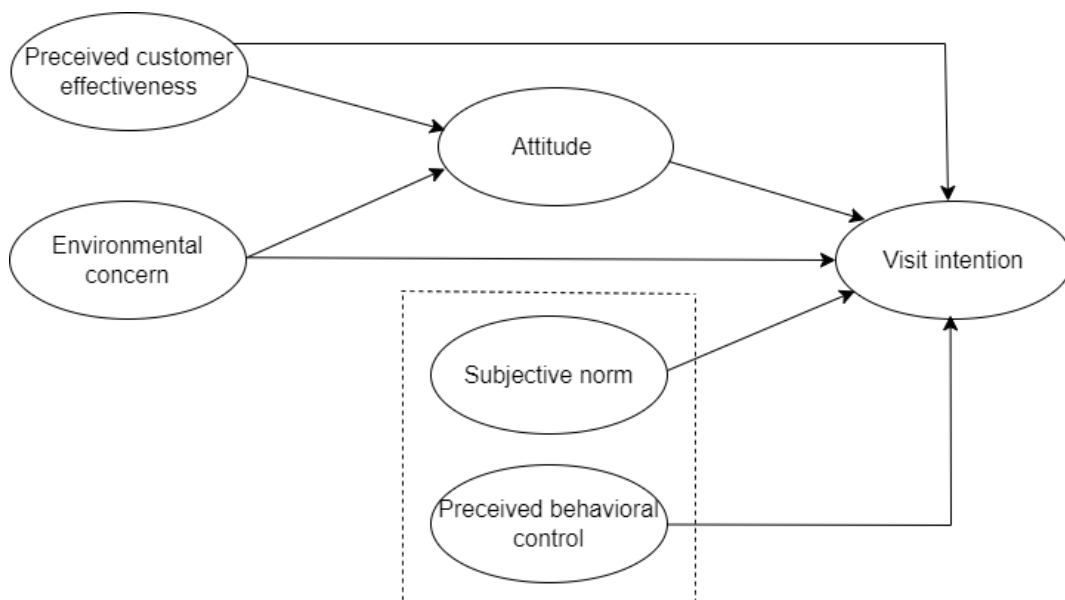 Preceived customer
effectiveness
Attitude
Environmental
concern
Visit intention
Subjective norm
Preceived behavioral
control